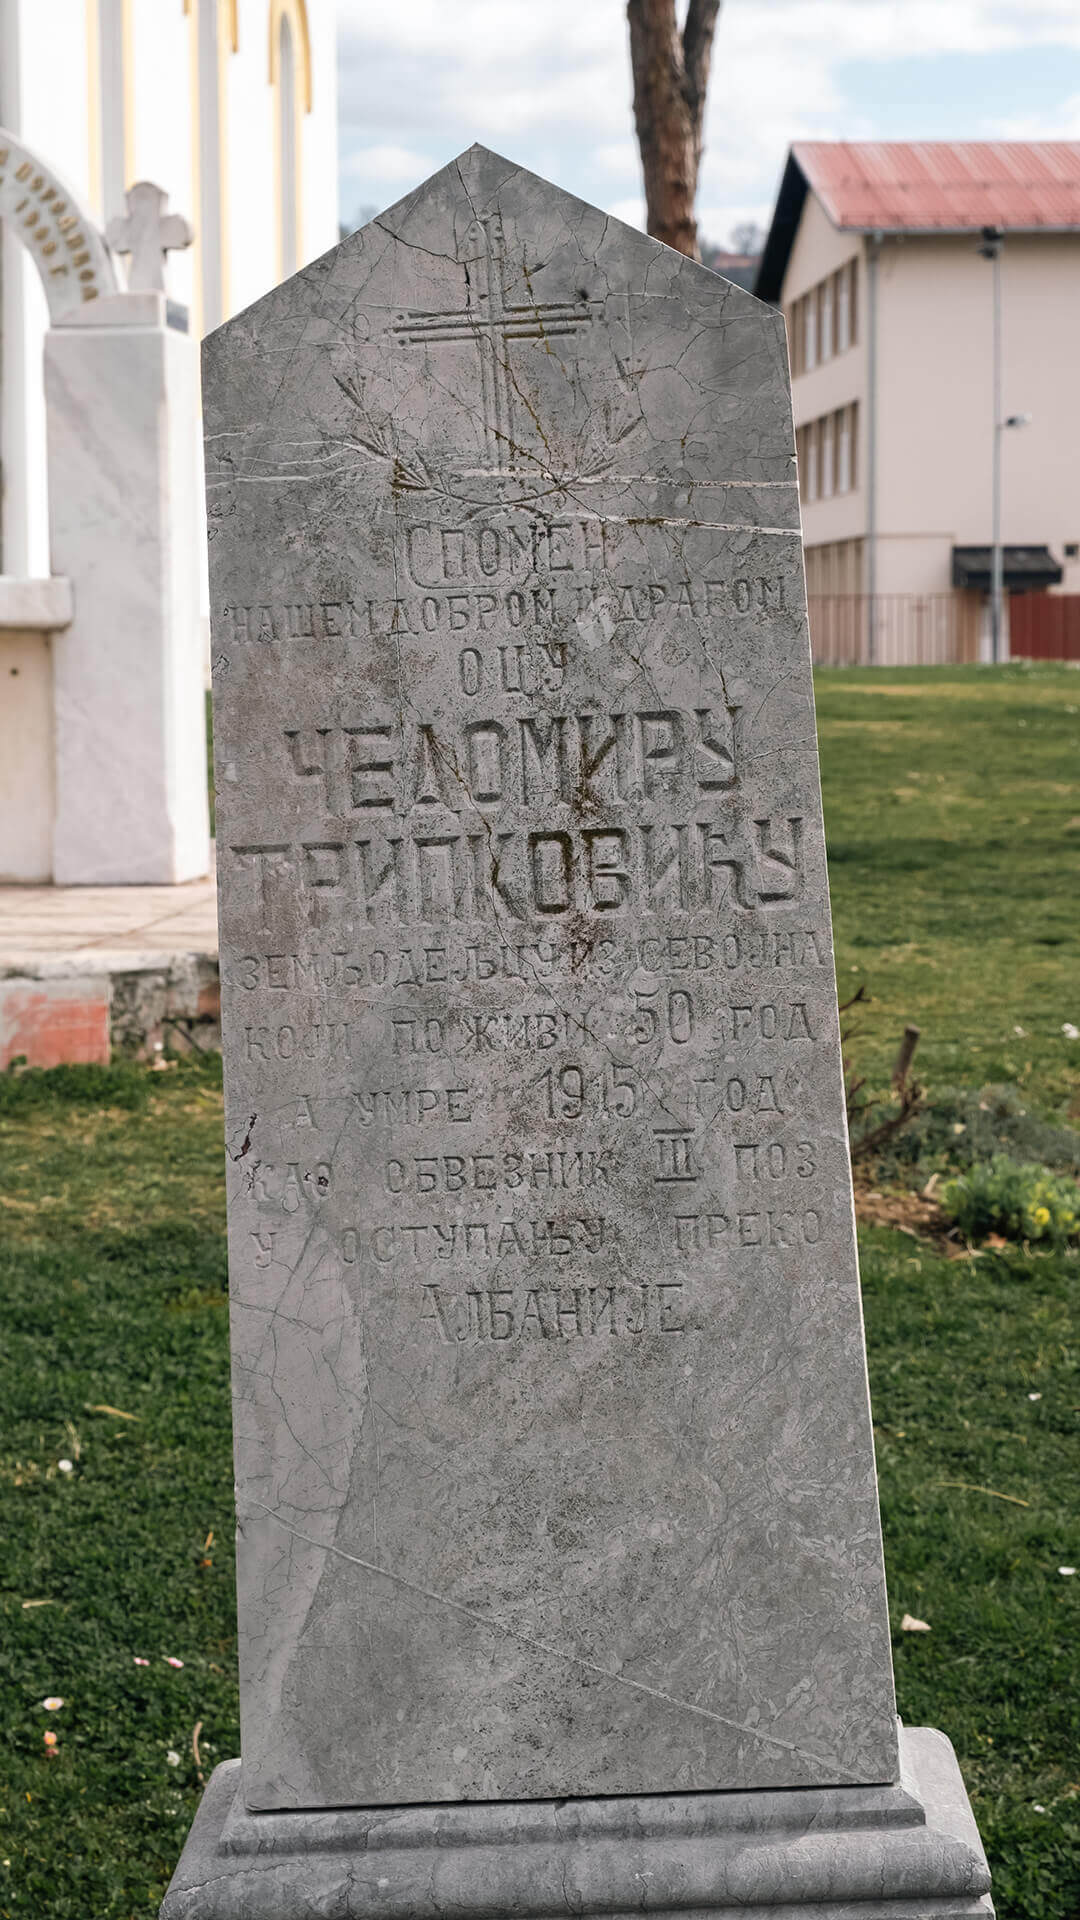 1998 Г
СПОМЕН
НАШЕМ ДОБРОМ И ДРАГОМ
ОЦУ
ЧЕДОМИРУ
ТРИПКОВИЋУ
ЗЕМЉОДЕЉЦУ ИЗ СЕВОЈНА
КОЈИ ПОЖИВИ 50 ГОД
А УМРЕ 1915 ГОД.
КАО ОБВЕЗНИК III ПОЗ
У ОСТУПАЊУ ПРЕКО
АЛБАНИЈЕ.